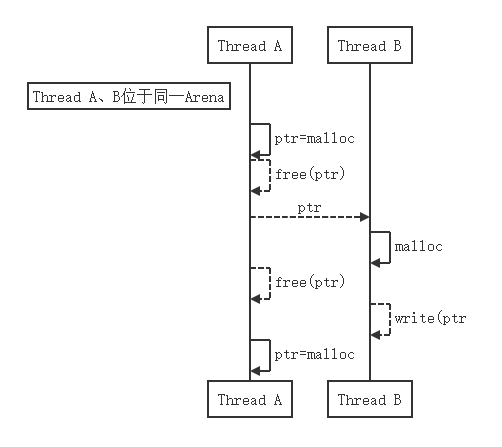 Thread A
Thread B
Thread A、B位于同一Arena
ptr=malloc
free(ptr)
ptr
malloc
free(ptr)
write(ptr
ptr=malloc
Thread A
Thread B